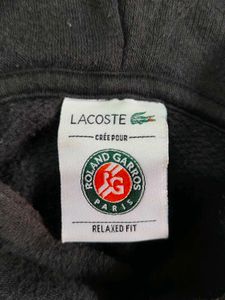 LACOSTE
CRÉE POUR
ROLAND GARROS
RG
PARIS
RELAXED FIT